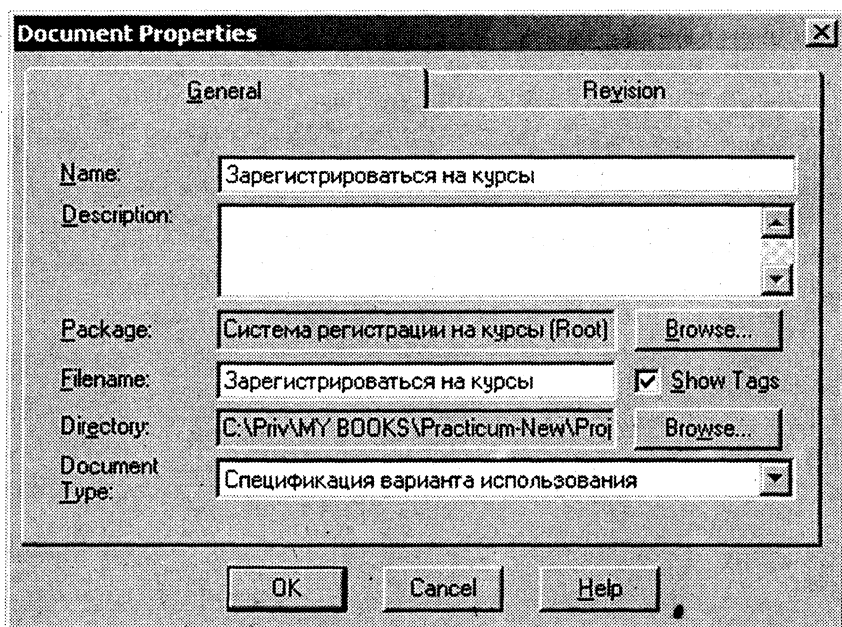 Document Properties
General
Revision
Name: Зарегистрироваться на курсы
Description:
Package: Система регистрации на курсы (Root) Browse...
Filename: Зарегистрироваться на курсы Show Tags
Directory: C:\Priv\MY BOOKS\Practicum-New\Proj Browse...
Document Type: Спецификация варианта использования
OK Cancel Help